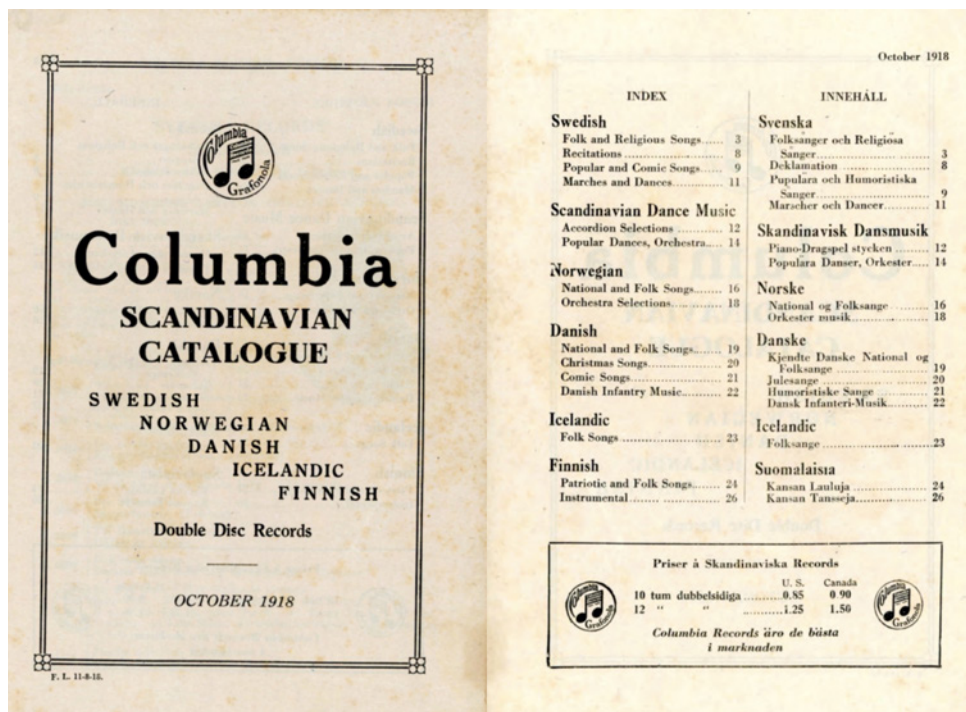 Columbia
Grafonola
Columbia
SCANDINAVIAN
CATALOGUE
SWEDISH
NORWEGIAN
DANISH
ICELANDIC
FINNISH
Double Disc Records
OCTOBER 1918
F. L. 11-8-18.
October 1918
INDEX
Swedish
Folk and Religious Songs...... 3
Recitations .................. 8
Popular and Comic Songs...... 9
Marches and Dances........... 11
Scandinavian Dance Music
Accordion Selections ......... 12
Popular Dances, Orchestra..... 14
Norwegian
National and Folk Songs....... 16
Orchestra Selections.......... 18
Danish
National and Folk Songs....... 19
Christmas Songs............... 20
Comic Songs................... 21
Danish Infantry Music......... 22
Icelandic
Folk Songs ................... 23
Finnish
Patriotic and Folk Songs...... 24
Instrumental ................. 26
INNEHÅLL
Svenska
Folksånger och Religiösa
Sånger........................ 3
Deklamation .................. 8
Pupulära och Humoristiska
Sånger........................ 9
Marscher och Dancer........... 11
Skandinavisk Dansmusik
Piano-Dragspel stycken ....... 12
Populara Danser, Orkester..... 14
Norske
National og Folksange ........ 16
Orkester musik................ 18
Danske
Kjendte Danske National og
Folksange .................... 19
Julesange .................... 20
Humoristiske Sange ........... 21
Dansk Infanteri-Musik......... 22
Icelandic
Folksange .................... 23
Suomalaisia
Kansan Lauluja ............... 24
Kansan Tansseja............... 26
Priser å Skandinaviska Records
U. S. Canada
10 tum dubbelsidiga ..........0.85 0.90
12 " " ...........1.25 1.50
Columbia Records äro de bästa
i marknaden
Columbia
Grafonola
Columbia
Grafonola